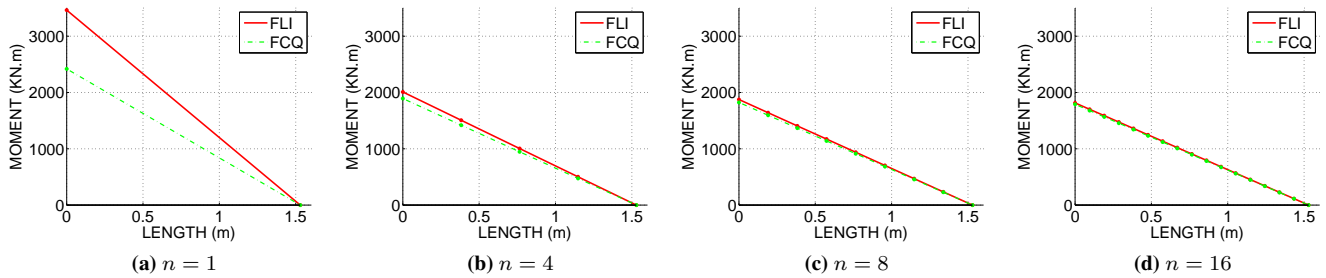 3000
2000
1000
0
MOMENT (KN.m)
FLI
FCQ
0 0.5 1 1.5
LENGTH (m)
(a) n = 1
3000
2000
1000
0
MOMENT (KN.m)
FLI
FCQ
0 0.5 1 1.5
LENGTH (m)
(b) n = 4
3000
2000
1000
0
MOMENT (KN.m)
FLI
FCQ
0 0.5 1 1.5
LENGTH (m)
(c) n = 8
3000
2000
1000
0
MOMENT (KN.m)
FLI
FCQ
0 0.5 1 1.5
LENGTH (m)
(d) n = 16